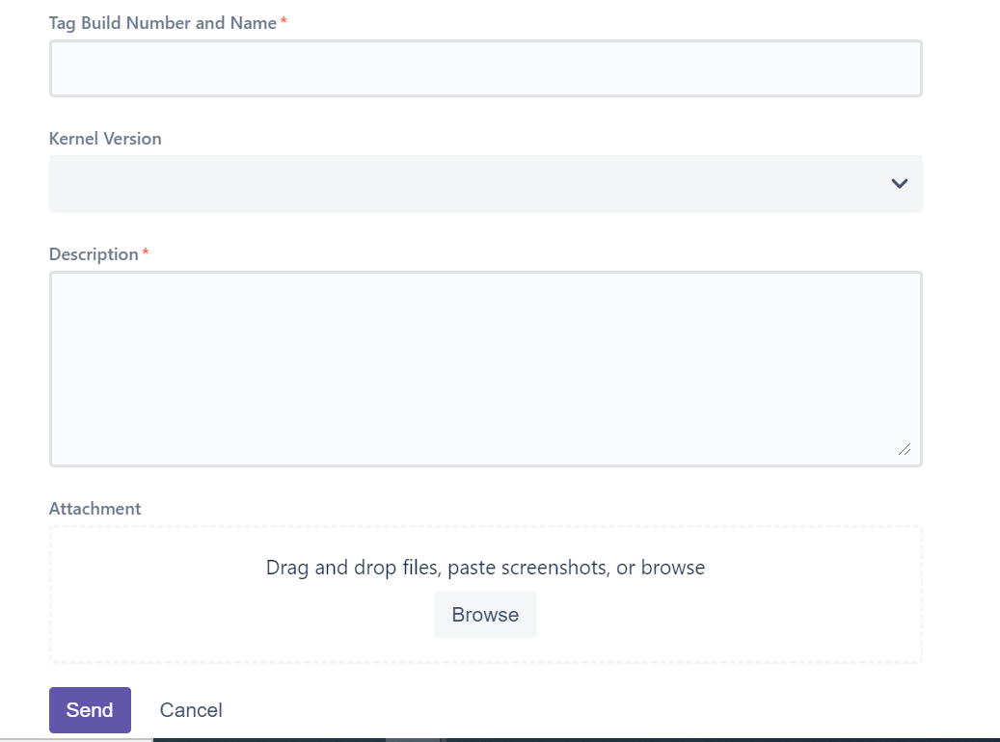 Tag Build Number and Name*
Kernel Version
Description*
Attachment
Drag and drop files, paste screenshots, or browse
Browse
Send Cancel